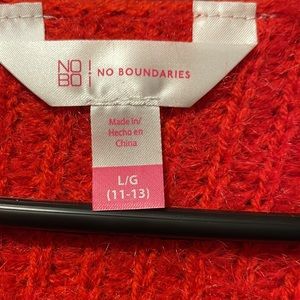 NO
BO
NO BOUNDARIES
Made in/
Hecho en
China
L/G
(11-13)